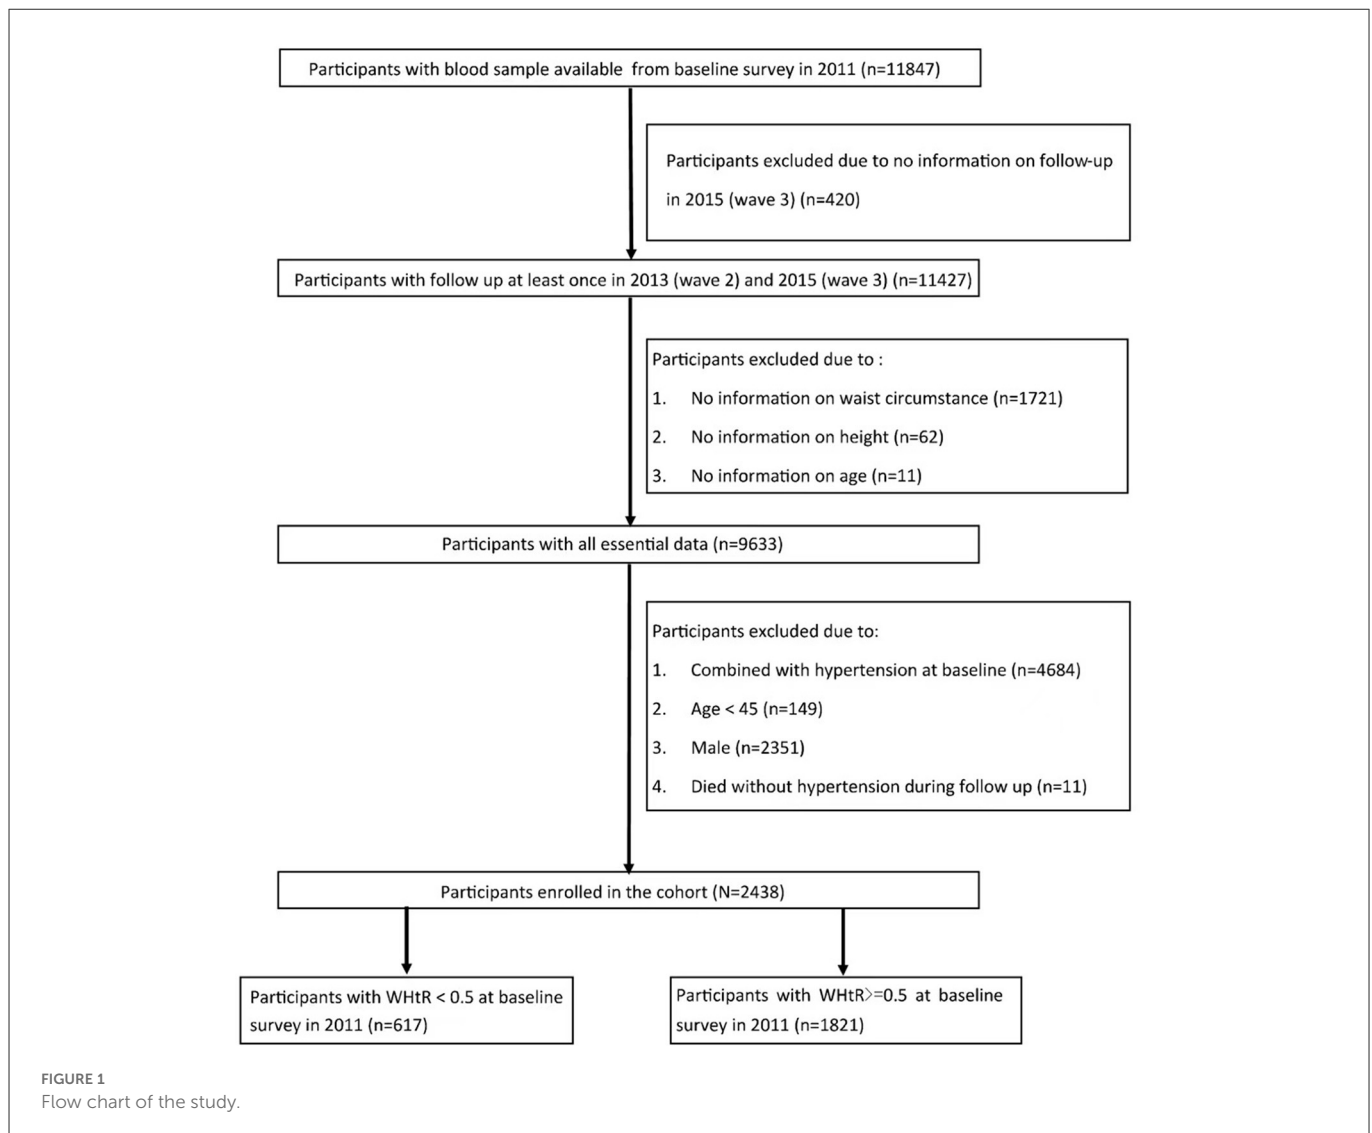 Participants with blood sample available from baseline survey in 2011 (n=11847)
Participants excluded due to no information on follow-up
in 2015 (wave 3) (n=420)
Participants with follow up at least once in 2013 (wave 2) and 2015 (wave 3) (n=11427)
Participants excluded due to :
1. No information on waist circumstance (n=1721)
2. No information on height (n=62)
3. No information on age (n=11)
Participants with all essential data (n=9633)
Participants excluded due to:
1. Combined with hypertension at baseline (n=4684)
2. Age < 45 (n=149)
3. Male (n=2351)
4. Died without hypertension during follow up (n=11)
Participants enrolled in the cohort (N=2438)
Participants with WHtR < 0.5 at baseline
survey in 2011 (n=617)
Participants with WHtR>=0.5 at baseline
survey in 2011 (n=1821)
FIGURE 1
Flow chart of the study.